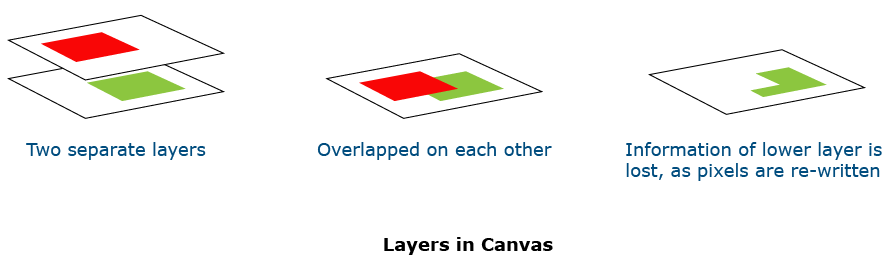 Two separate layers
Overlapped on each other
Information of lower layer is
lost, as pixels are re-written
Layers in Canvas